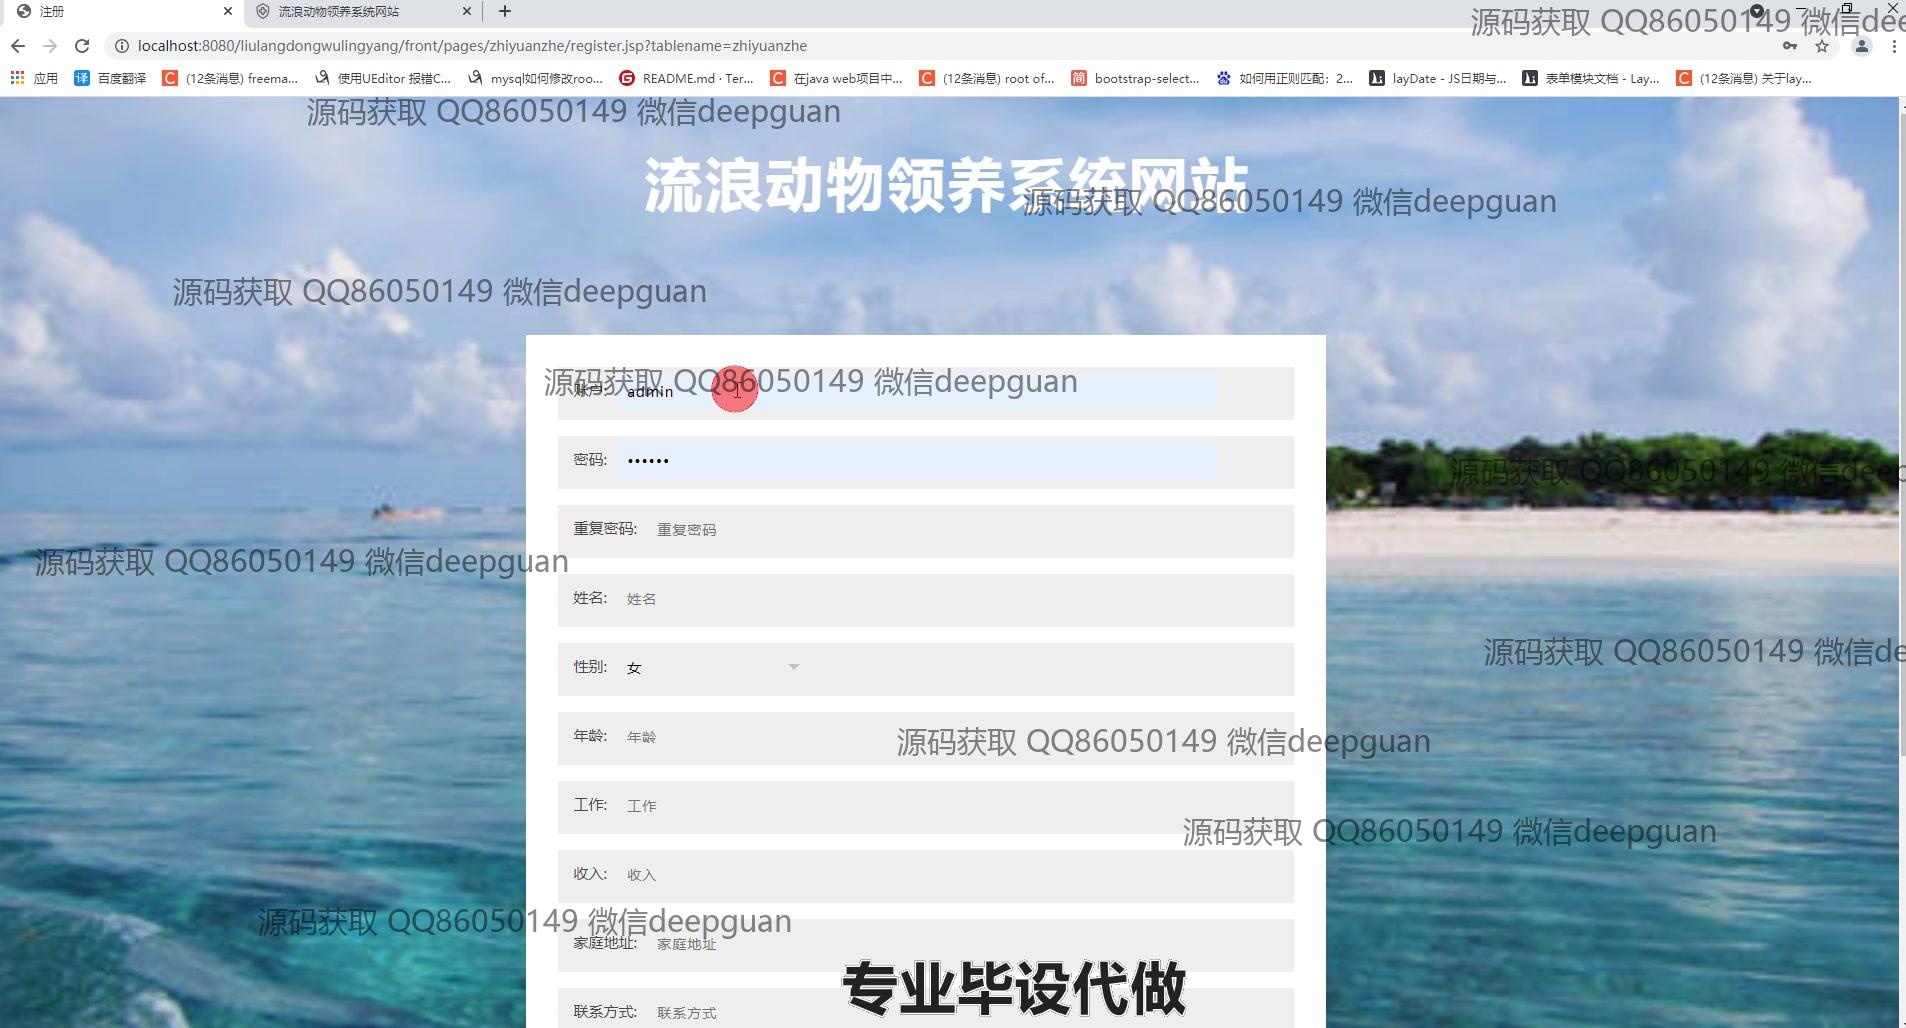 注册
流浪动物领养系统网站
源码获取 QQ86050149 微信dee
localhost:8080/liulangdongwulingyang/front/pages/zhiyuanzhe/register.jsp?tablename=zhiyuanzhe
应用 百度翻译 (12条消息) freema... 使用UEditor 报错C... mysql如何修改roo... README.md · Ter... 在java web项目中... (12条消息) root of... bootstrap-select... 如何用正则匹配：2... layDate - JS日期与... 表单模块文档 - Lay... (12条消息) 关于lay...
源码获取 QQ86050149 微信deepguan
流浪动物领养系统网站
源码获取 QQ86050149 微信deepguan
源码获取 QQ86050149 微信deepguan
源码获取 QQ86050149 微信deepguan
账户: admin
密码: ••••••
源码获取 QQ86050149 微信deep
重复密码: 重复密码
源码获取 QQ86050149 微信deepguan
姓名: 姓名
源码获取 QQ86050149 微信de
性别: 女
年龄: 年龄
源码获取 QQ86050149 微信deepguan
工作: 工作
源码获取 QQ86050149 微信deepguan
收入: 收入
源码获取 QQ86050149 微信deepguan
家庭地址: 家庭地址
专业毕设代做
联系方式: 联系方式